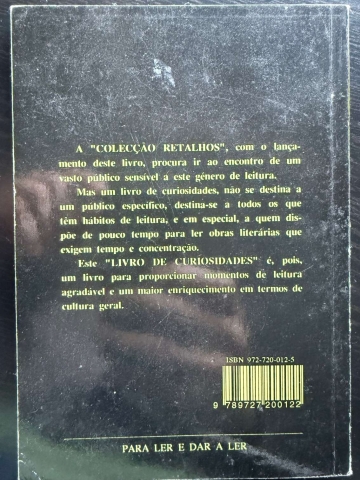 A "COLECÇÃO RETALHOS", com o lança-
mento deste livro, procura ir ao encontro de um
vasto público sensível a este género de leitura.
Mas um livro de curiosidades, não se destina a
um público específico, destina-se a todos os que
têm hábitos de leitura, e em especial, a quem dis-
põe de pouco tempo para ler obras literárias que
exigem tempo e concentração.
Este "LIVRO DE CURIOSIDADES" é, pois,
um livro para proporcionar momentos de leitura
agradável e um maior enriquecimento em termos de
cultura geral.
ISBN 972-720-012-5
9 789727 200122
PARA LER E DAR A LER